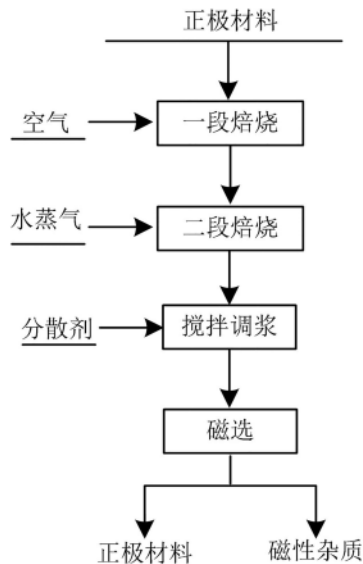 正极材料
空气
一段焙烧
水蒸气
二段焙烧
分散剂
搅拌调浆
磁选
正极材料
磁性杂质